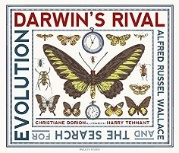 DARWIN'S RIVAL
ALFRED RUSSEL WALLACE
AND THE SEARCH FOR
EVOLUTION
CHRISTIANE DORION
HARRY TENNANT